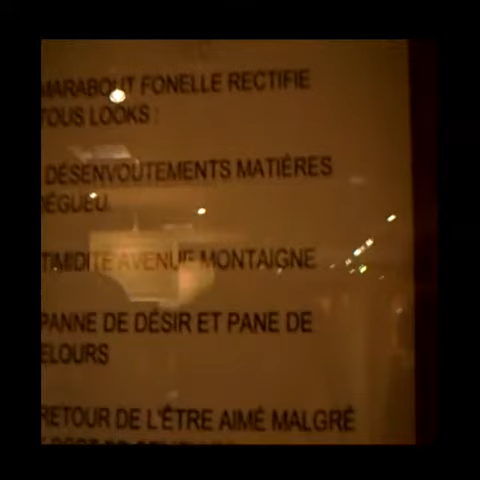 MARABOUT FONELLE RECTIFIE
TOUS LOOKS :
DÉSENVOUTEMENTS MATIÈRES
DÉGUEU
TIMIDITE AVENUE MONTAIGNE
PANNE DE DÉSIR ET PANE DE
ELOURS
RETOUR DE L'ÊTRE AIMÉ MALGRÉ